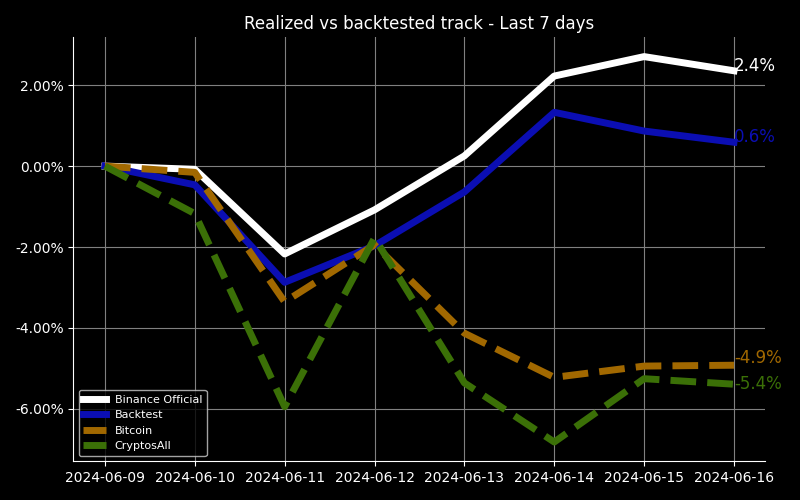 Realized vs backtested track - Last 7 days
2.00%
0.00%
-2.00%
-4.00%
-6.00%
2.4%
0.6%
-4.9%
-5.4%
Binance Official
Backtest
Bitcoin
CryptosAll
2024-06-09 2024-06-10 2024-06-11 2024-06-12 2024-06-13 2024-06-14 2024-06-15 2024-06-16